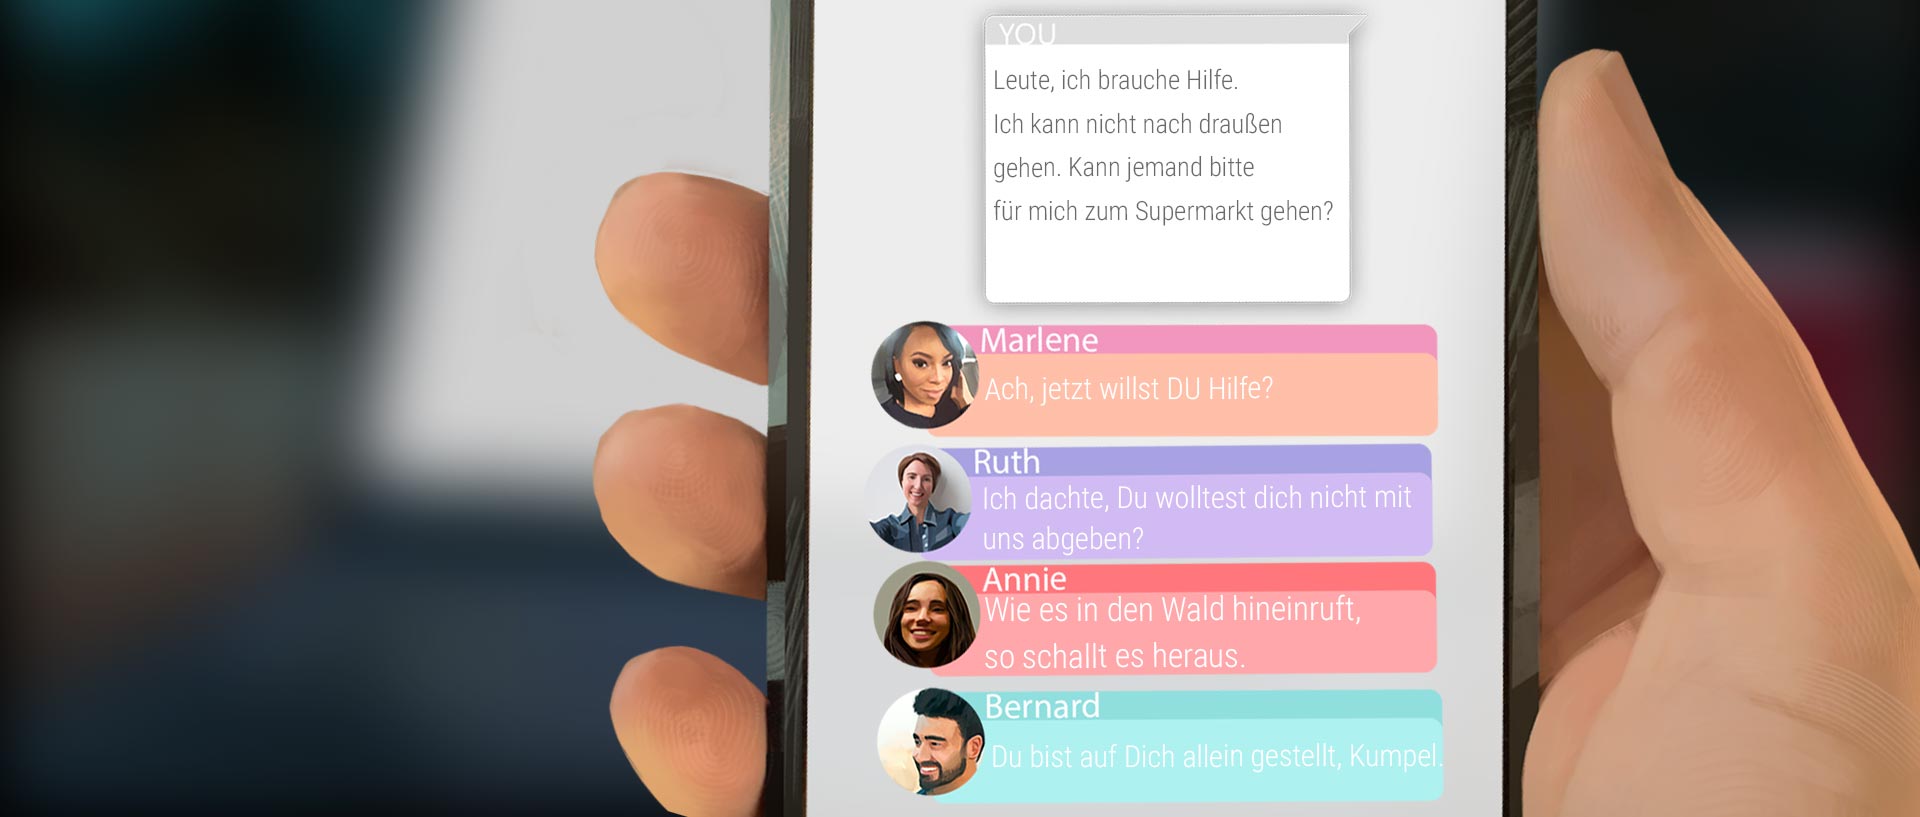 YOU
Leute, ich brauche Hilfe.
Ich kann nicht nach draußen
gehen. Kann jemand bitte
für mich zum Supermarkt gehen?
Marlene
Ach, jetzt willst DU Hilfe?
Ruth
Ich dachte, Du wolltest dich nicht mit
uns abgeben?
Annie
Wie es in den Wald hineinruft,
so schallt es heraus.
Bernard
Du bist auf Dich allein gestellt, Kumpel.